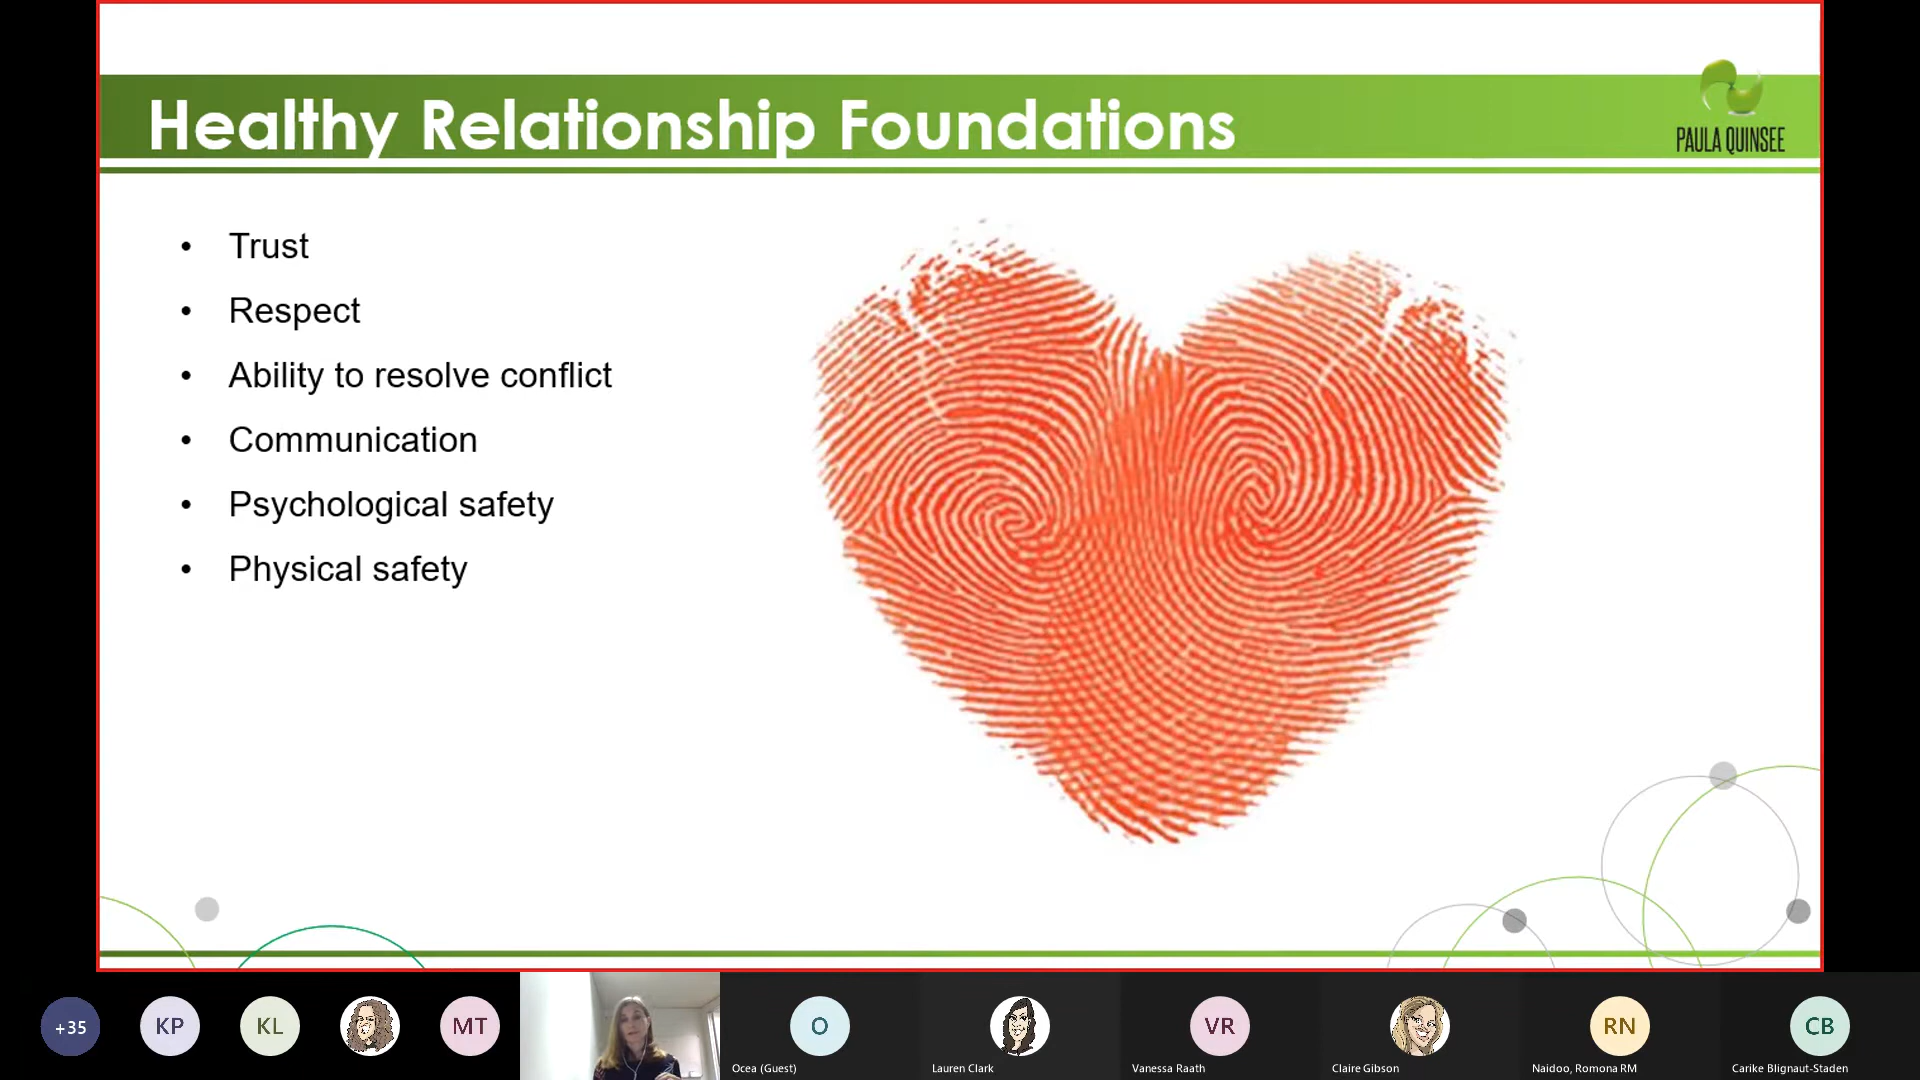 Healthy Relationship Foundations
PAULA QUINSEE
• Trust
• Respect
• Ability to resolve conflict
• Communication
• Psychological safety
• Physical safety
+35
KP
KL
MT
O
Ocea (Guest)
Lauren Clark
VR
Vanessa Raath
Claire Gibson
RN
Naidoo, Romona RM
CB
Carike Blignaut-Staden